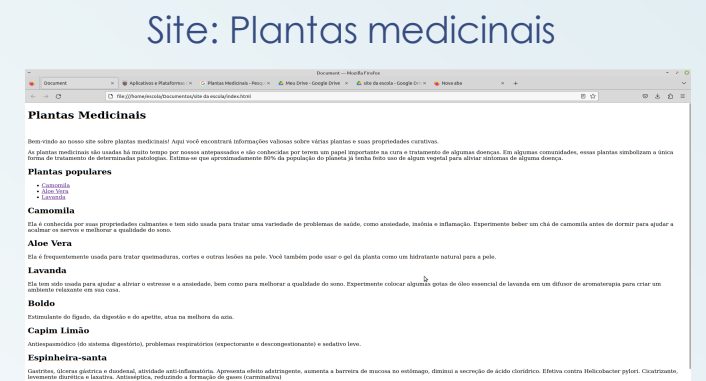 Site: Plantas medicinais
Document — Mozilla Firefox
Document
Aplicativos e Plataformas
Plantas Medicinais - Pesq
Meu Drive - Google Drive
site da escola - Google Dri
Nova aba
file:///home/escola/Documentos/site da escola/index.html
Plantas Medicinais
Bem-vindo ao nosso site sobre plantas medicinais! Aqui você encontrará informações valiosas sobre várias plantas e suas propriedades curativas.
As plantas medicinais são usadas há muito tempo por nossos antepassados e são conhecidas por terem um papel importante na cura e tratamento de algumas doenças. Em algumas comunidades, essas plantas simbolizam a única
forma de tratamento de determinadas patologias. Estima-se que aproximadamente 80% da população do planeta já tenha feito uso de algum vegetal para aliviar sintomas de alguma doença.
Plantas populares
• Camomila
• Aloe Vera
• Lavanda
Camomila
Ela é conhecida por suas propriedades calmantes e tem sido usada para tratar uma variedade de problemas de saúde, como ansiedade, insônia e inflamação. Experimente beber um chá de camomila antes de dormir para ajudar a
acalmar os nervos e melhorar a qualidade do sono.
Aloe Vera
Ela é frequentemente usada para tratar queimaduras, cortes e outras lesões na pele. Você também pode usar o gel da planta como um hidratante natural para a pele.
Lavanda
Ela tem sido usada para ajudar a aliviar o estresse e a ansiedade, bem como para melhorar a qualidade do sono. Experimente colocar algumas gotas de óleo essencial de lavanda em um difusor de aromaterapia para criar um
ambiente relaxante em sua casa.
Boldo
Estimulante do fígado, da digestão e do apetite, atua na melhora da azia.
Capim Limão
Antiespasmódico (do sistema digestório), problemas respiratórios (expectorante e descongestionante) e sedativo leve.
Espinheira-santa
Gastrites, úlceras gástrica e duodenal, atividade anti-inflamatória. Apresenta efeito adstringente, aumenta a barreira de mucosa no estômago, diminui a secreção de ácido clorídrico. Efetiva contra Helicobacter pylori. Cicatrizante,
levemente diurética e laxativa. Antisséptica, reduzindo a formação de gases (carminativa)